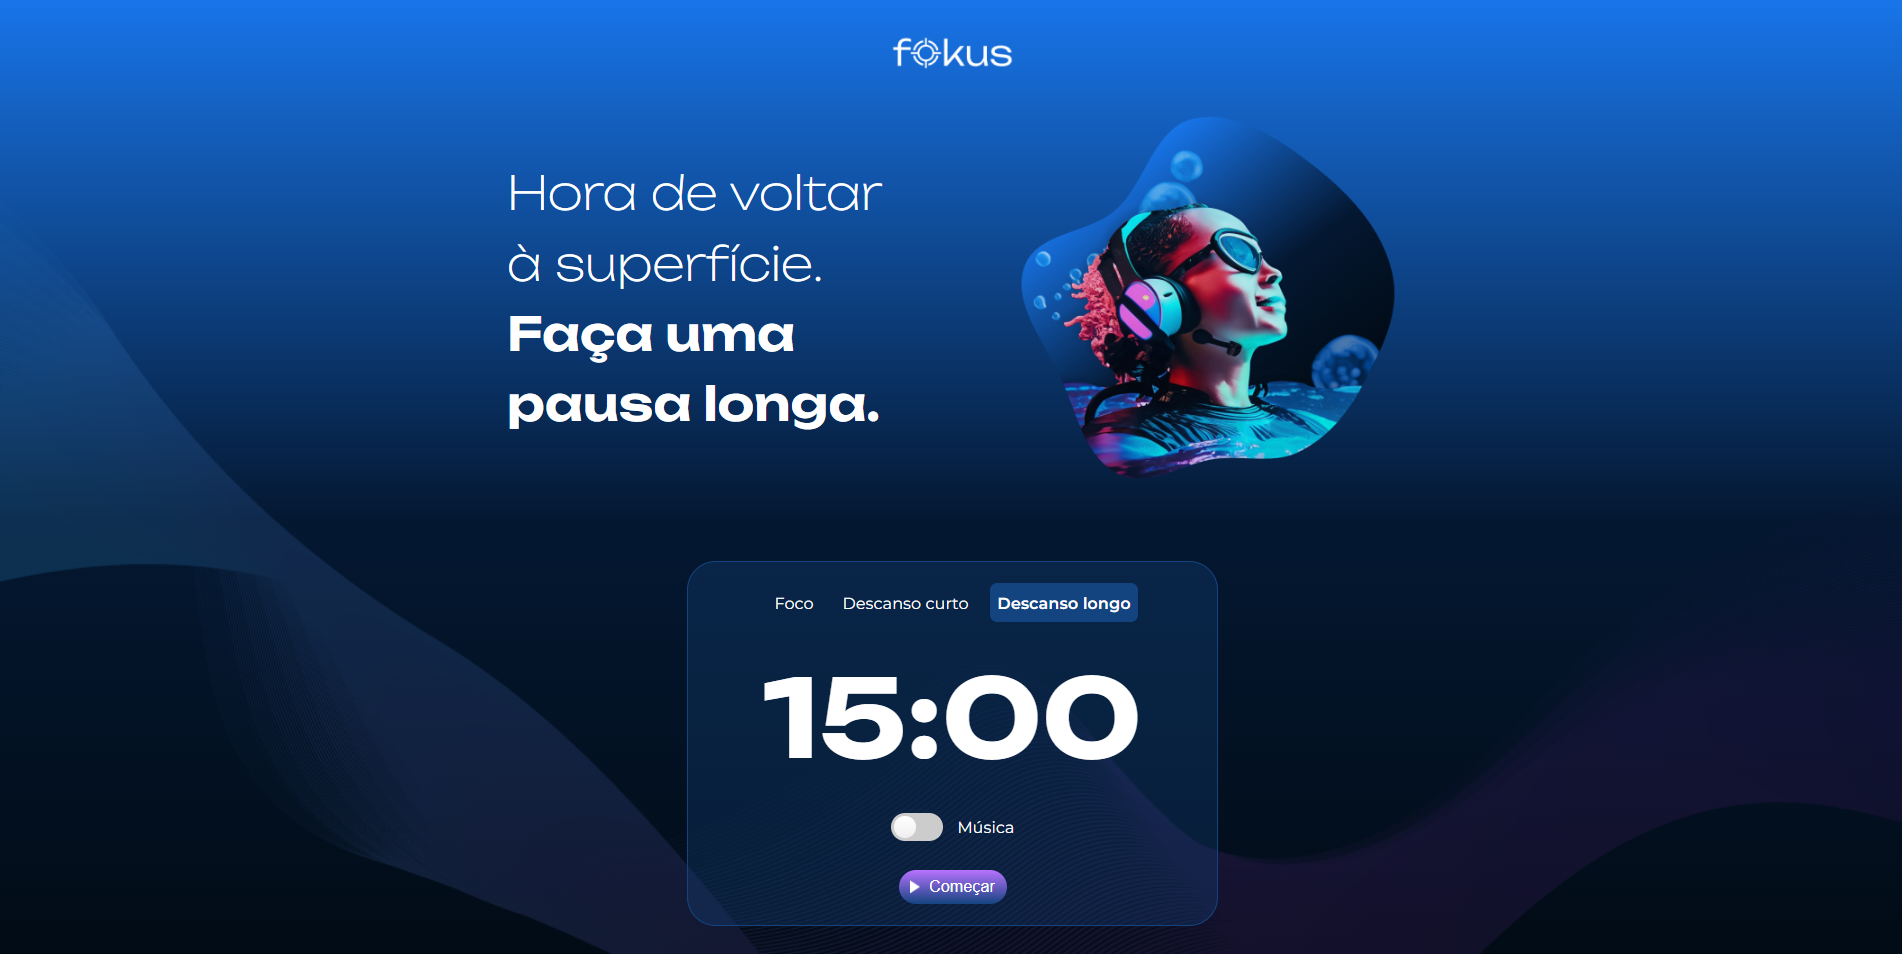 fokus
Hora de voltar
à superfície.
Faça uma
pausa longa.
Foco Descanso curto Descanso longo
15:00
Música
Começar